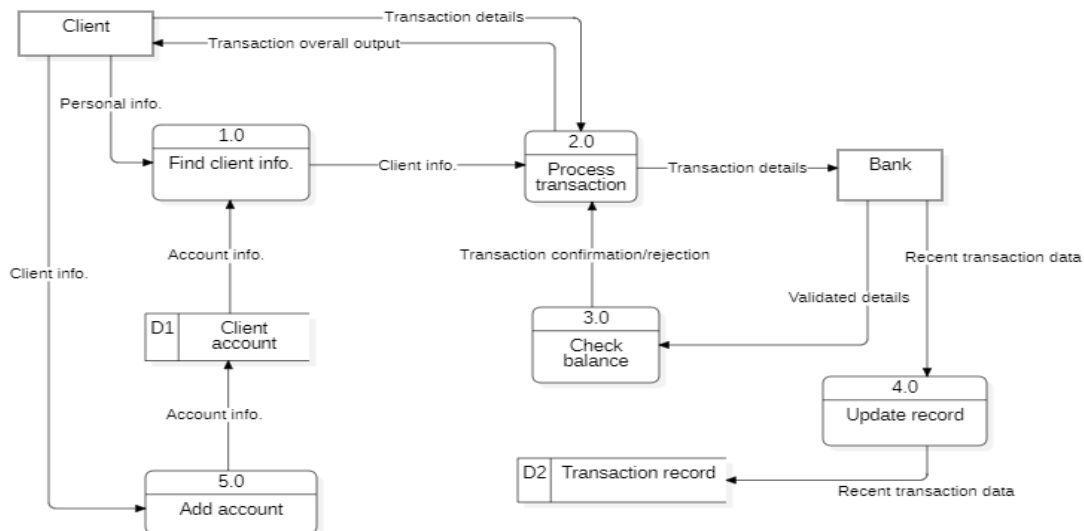 Client
Transaction details
Transaction overall output
Personal info.
1.0
Find client info.
Client info.
2.0
Process
transaction
Transaction details
Bank
Account info.
Transaction confirmation/rejection
Recent transaction data
Client info.
Validated details
D1
Client
account
3.0
Check
balance
4.0
Update record
Account info.
5.0
Add account
D2
Transaction record
Recent transaction data